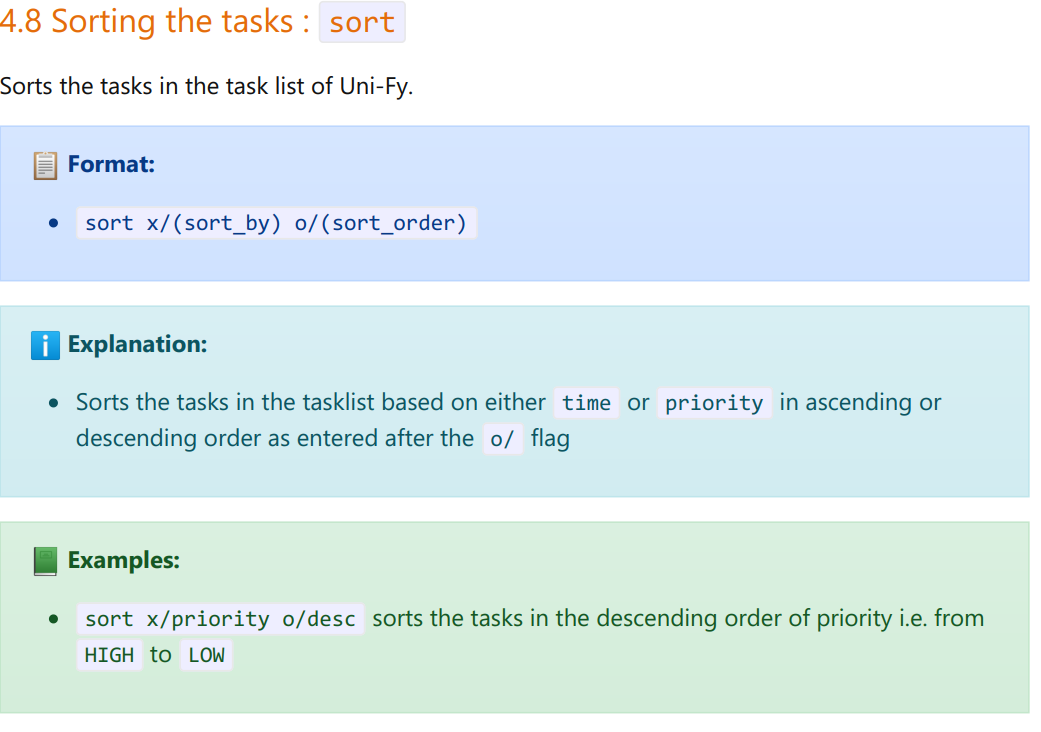 4.8 Sorting the tasks : sort
Sorts the tasks in the task list of Uni-Fy.
Format:
sort x/(sort_by) o/(sort_order)
Explanation:
Sorts the tasks in the tasklist based on either time or priority in ascending or
descending order as entered after the o/ flag
Examples:
sort x/priority o/desc sorts the tasks in the descending order of priority i.e. from
HIGH to LOW